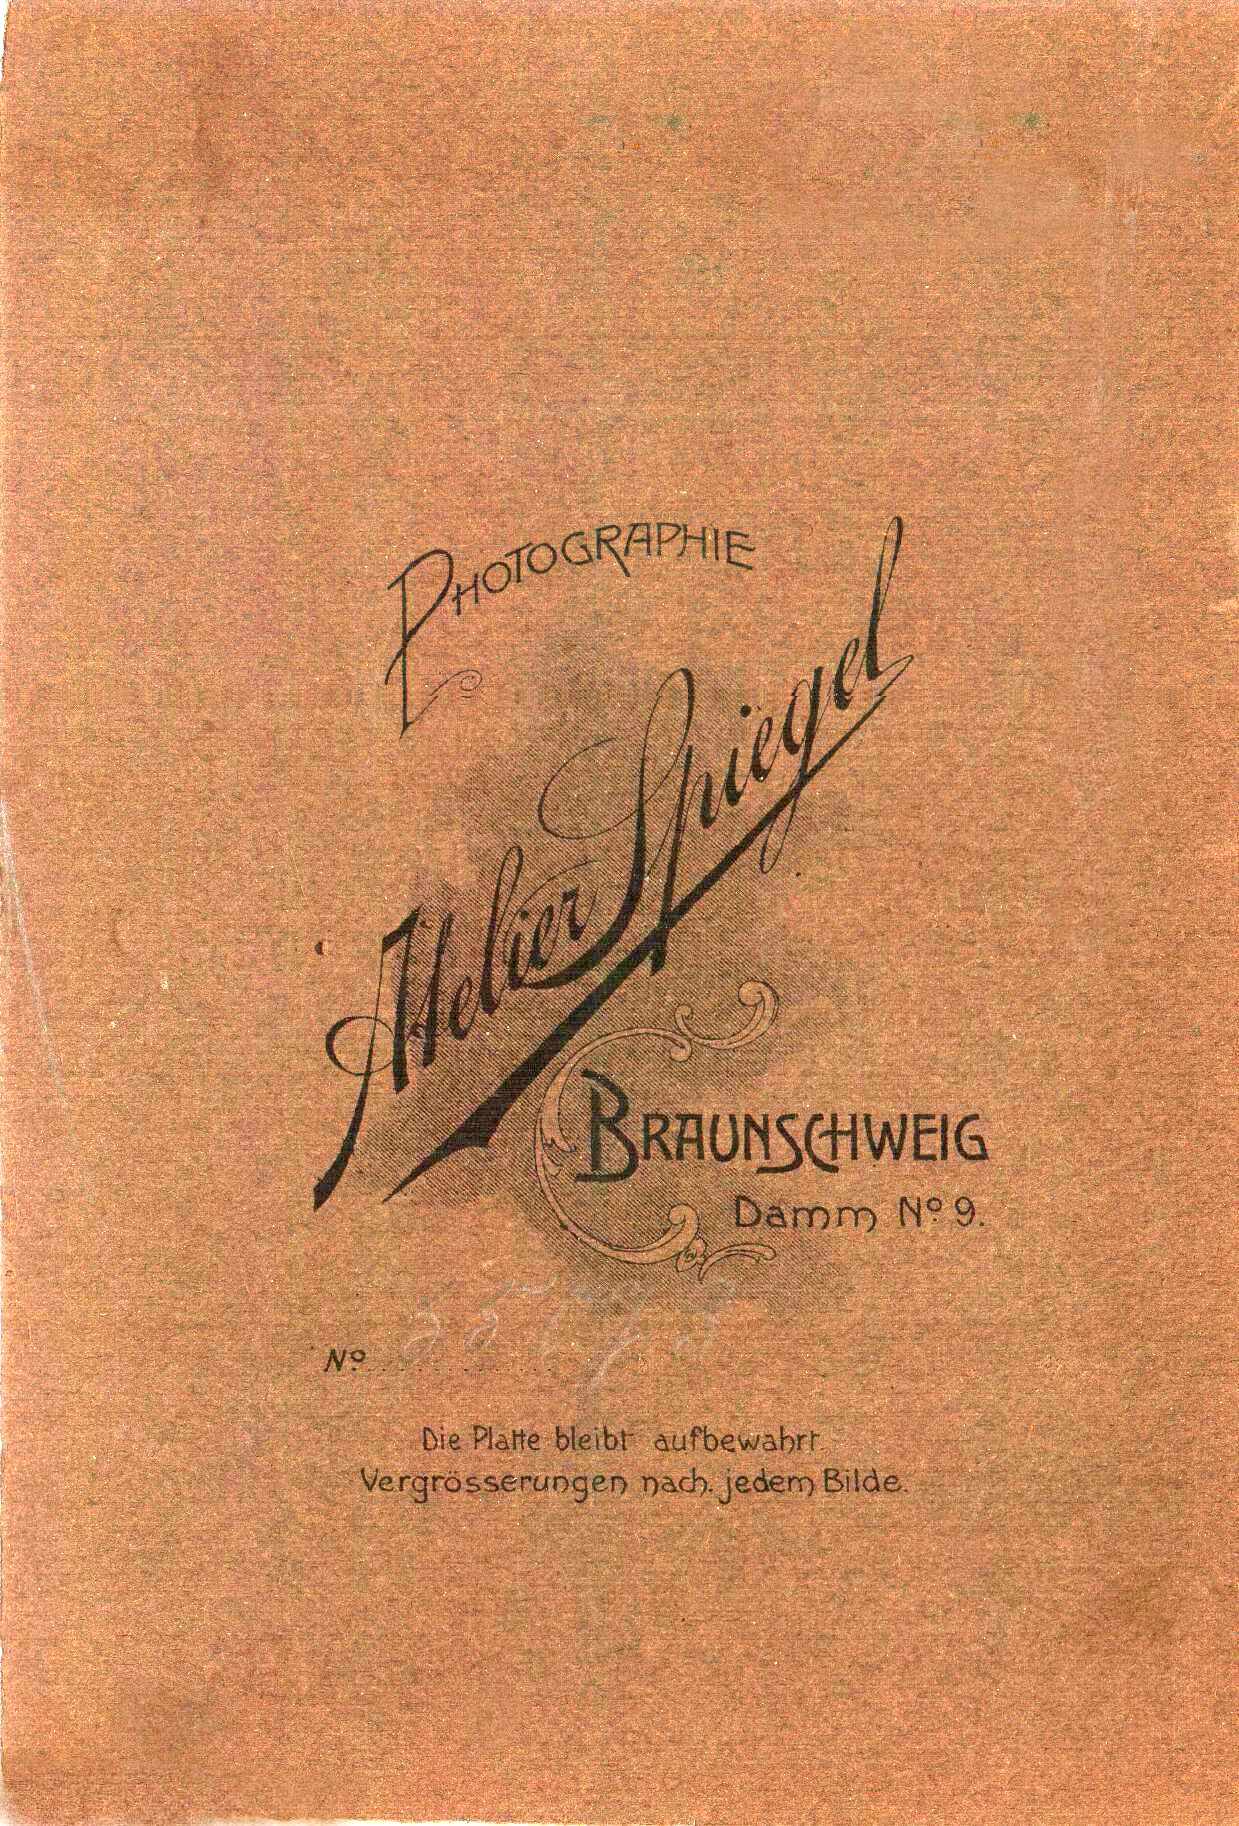 PHOTOGRAPHIE
Atelier Spiegel
BRAUNSCHWEIG
Damm No 9.
No.............
Die Platte bleibt aufbewahrt.
Vergrösserungen nach jedem Bilde.